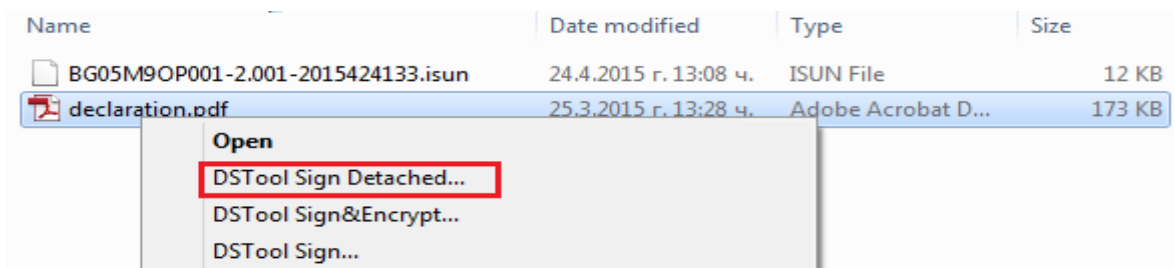 Name Date modified Type Size
BG05M9OP001-2.001-2015424133.isun 24.4.2015 г. 13:08 ч. ISUN File 12 KB
declaration.pdf 25.3.2015 г. 13:28 ч. Adobe Acrobat D... 173 KB
Open
DSTool Sign Detached...
DSTool Sign&Encrypt...
DSTool Sign...